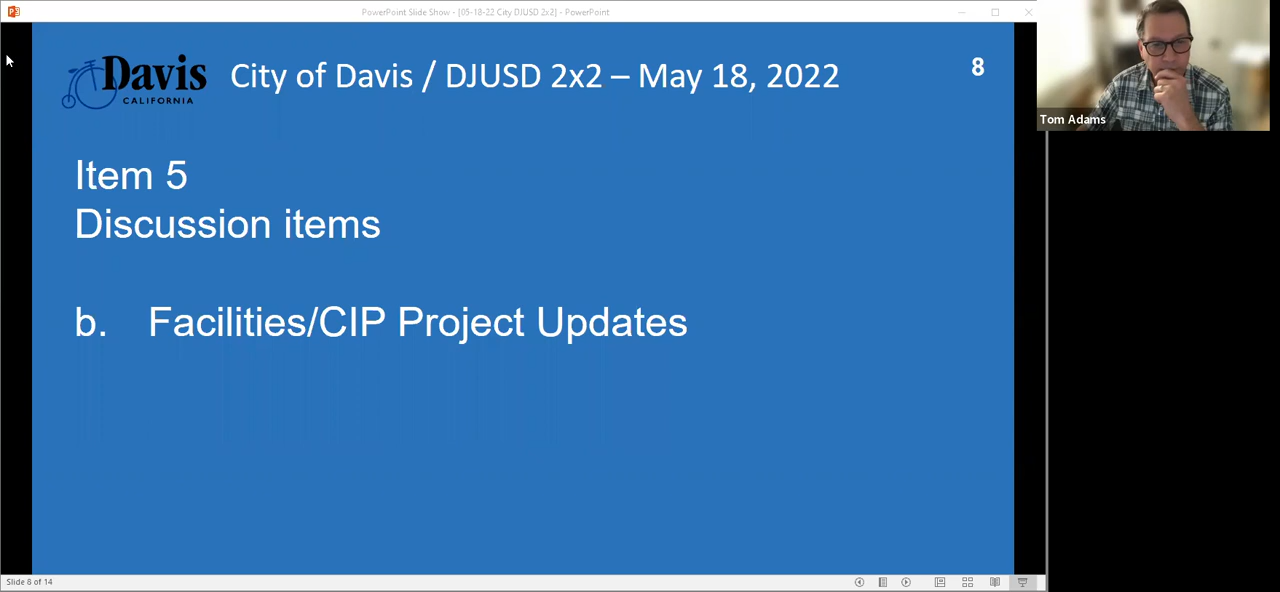 PowerPoint Slide Show - [05-18-22 City DJUSD 2x2] - PowerPoint
Davis
CALIFORNIA
City of Davis / DJUSD 2x2 – May 18, 2022
8
Tom Adams
Item 5
Discussion items
b. Facilities/CIP Project Updates
Slide 8 of 14